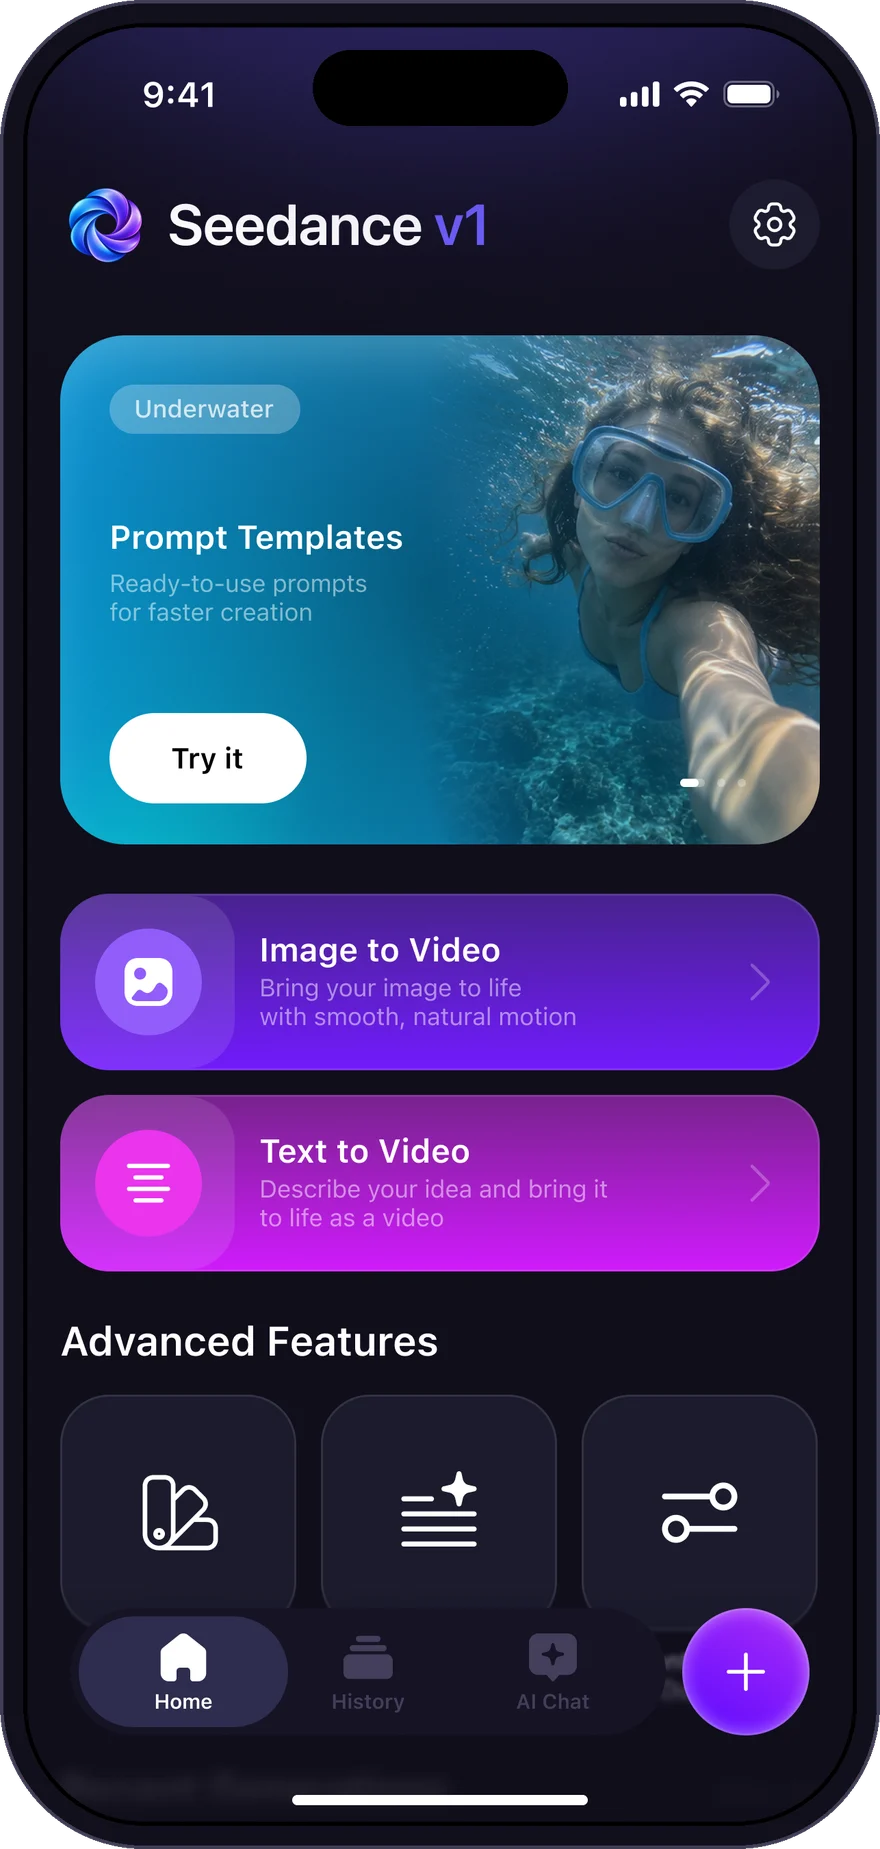 9:41
Seedance v1
Underwater
Prompt Templates
Ready-to-use prompts
for faster creation
Try it
Image to Video
Bring your image to life
with smooth, natural motion
Text to Video
Describe your idea and bring it
to life as a video
Advanced Features
Home
History
AI Chat